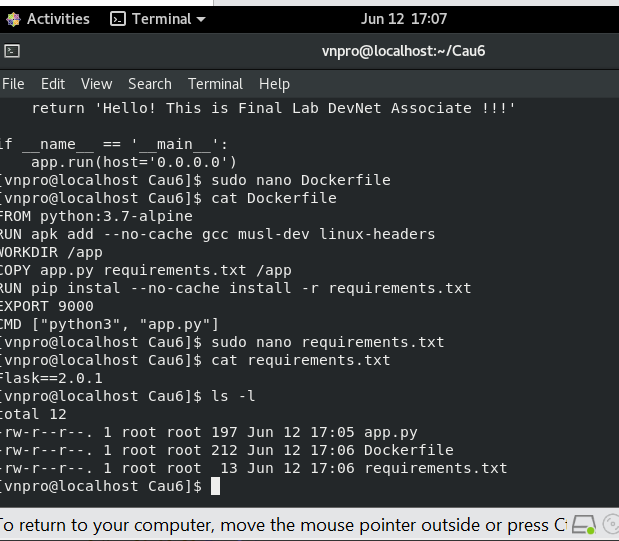 Activities
Terminal
Jun 12 17:07
vnpro@localhost:~/Cau6
File Edit View Search Terminal Help
return 'Hello! This is Final Lab DevNet Associate !!!'
if __name__ == '__main__':
app.run(host='0.0.0.0')
[vnpro@localhost Cau6]$ sudo nano Dockerfile
[vnpro@localhost Cau6]$ cat Dockerfile
FROM python:3.7-alpine
RUN apk add --no-cache gcc musl-dev linux-headers
WORKDIR /app
COPY app.py requirements.txt /app
RUN pip instal --no-cache install -r requirements.txt
EXPORT 9000
CMD ["python3", "app.py"]
[vnpro@localhost Cau6]$ sudo nano requirements.txt
[vnpro@localhost Cau6]$ cat requirements.txt
Flask==2.0.1
[vnpro@localhost Cau6]$ ls -l
total 12
-rw-r--r--. 1 root root 197 Jun 12 17:05 app.py
-rw-r--r--. 1 root root 212 Jun 12 17:06 Dockerfile
-rw-r--r--. 1 root root  13 Jun 12 17:06 requirements.txt
[vnpro@localhost Cau6]$
To return to your computer, move the mouse pointer outside or press